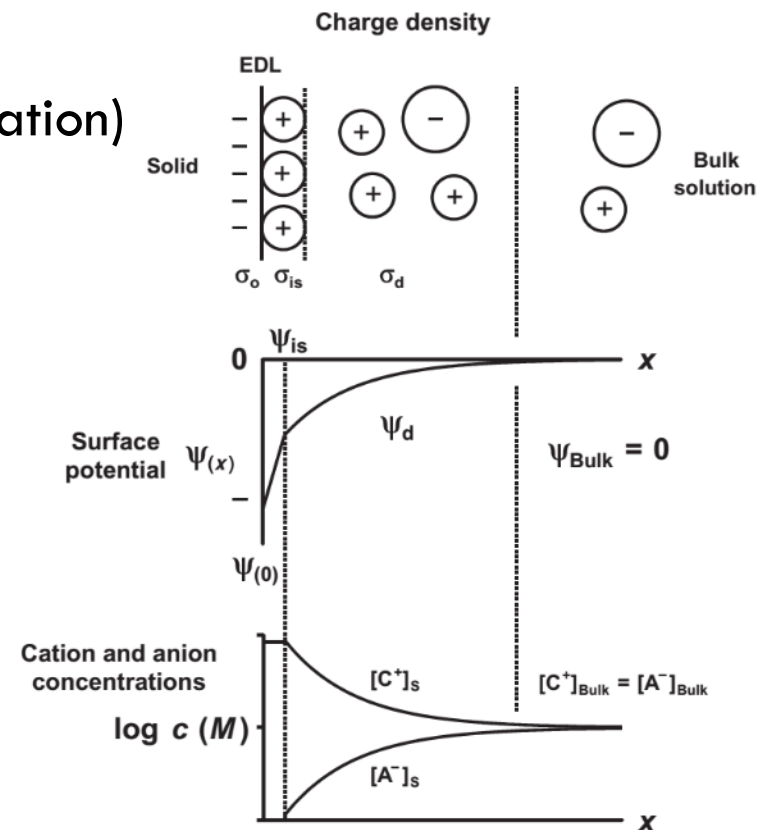 Charge density
EDL
ation)
− + + −
− −
− + + +
− +
− +
Solid
Bulk
solution
σo σis σd
ψis
0 x
ψd
Surface
potential ψ(x)
ψBulk = 0
−
ψ(0)
Cation and anion
concentrations
[C+]S
[C+]Bulk = [A−]Bulk
log c (M)
[A−]S
x